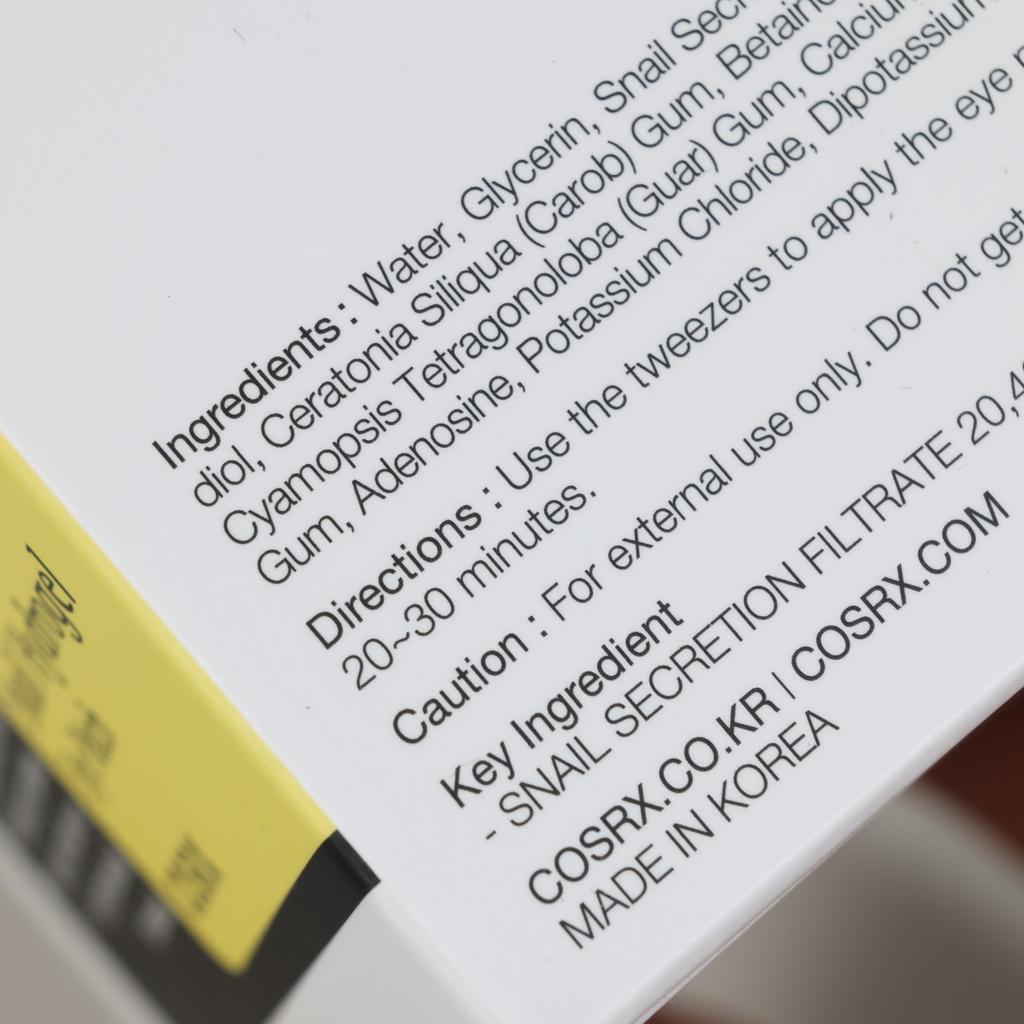 Ingredients : Water, Glycerin, Snail Secr
diol, Ceratonia Siliqua (Carob) Gum, Betaine
Cyamopsis Tetragonoloba (Guar) Gum, Calcium
Gum, Adenosine, Potassium Chloride, Dipotassium
Directions : Use the tweezers to apply the eye
20~30 minutes.
Caution : For external use only. Do not get
Key Ingredient
- SNAIL SECRETION FILTRATE 20,4
COSRX.CO.KR | COSRX.COM
MADE IN KOREA